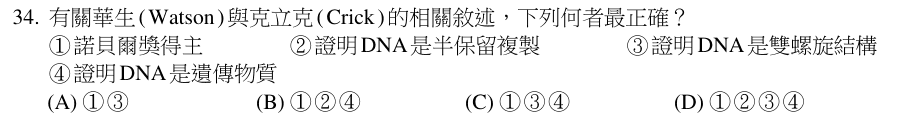 34. 有關華生(Watson)與克立克(Crick)的相關敘述，下列何者最正確？
①諾貝爾獎得主 ②證明DNA是半保留複製 ③證明DNA是雙螺旋結構
④證明DNA是遺傳物質
(A) ①③ (B) ①②④ (C) ①③④ (D) ①②③④